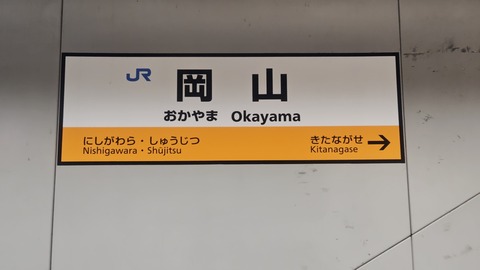 JR 岡山
おかやま Okayama
にしがわら・しゅうじつ きたながせ →
Nishigawara・Shūjitsu Kitanagase